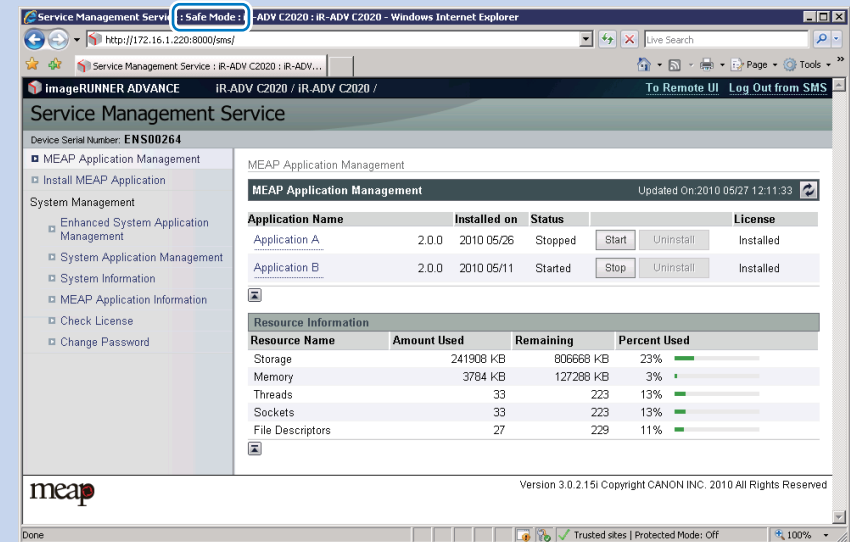 Service Management Service : Safe Mode : iR-ADV C2020 : iR-ADV C2020 - Windows Internet Explorer
http://172.16.1.220:8000/sms/
Live Search
Service Management Service : iR-ADV C2020 : iR-ADV...
Page
Tools
imageRUNNER ADVANCE iR-ADV C2020 / iR-ADV C2020 /
To Remote UI Log Out from SMS
Service Management Service
Device Serial Number: ENS00264
MEAP Application Management
Install MEAP Application
System Management
Enhanced System Application
Management
System Application Management
System Information
MEAP Application Information
Check License
Change Password
MEAP Application Management
MEAP Application Management Updated On:2010 05/27 12:11:33
Application Name Installed on Status License
Application A 2.0.0 2010 05/26 Stopped Start Uninstall Installed
Application B 2.0.0 2010 05/11 Started Stop Uninstall Installed
Resource Information
Resource Name Amount Used Remaining Percent Used
Storage 241908 KB 806668 KB 23%
Memory 3784 KB 127288 KB 3%
Threads 33 223 13%
Sockets 33 223 13%
File Descriptors 27 229 11%
meap
Version 3.0.2.15i Copyright CANON INC. 2010 All Rights Reserved
Done
Trusted sites | Protected Mode: Off
100%